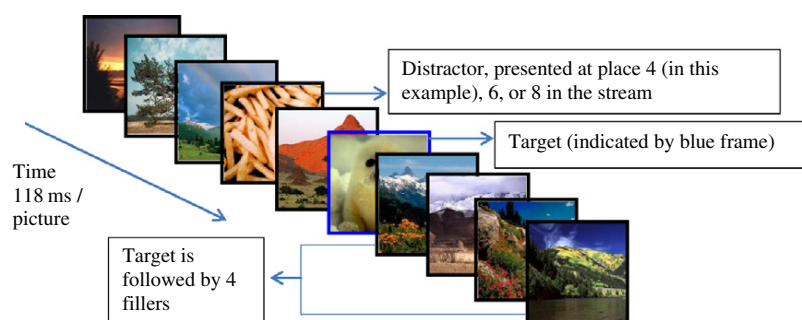 Distractor, presented at place 4 (in this
example), 6, or 8 in the stream
Target (indicated by blue frame)
Time
118 ms /
picture
Target is
followed by 4
fillers